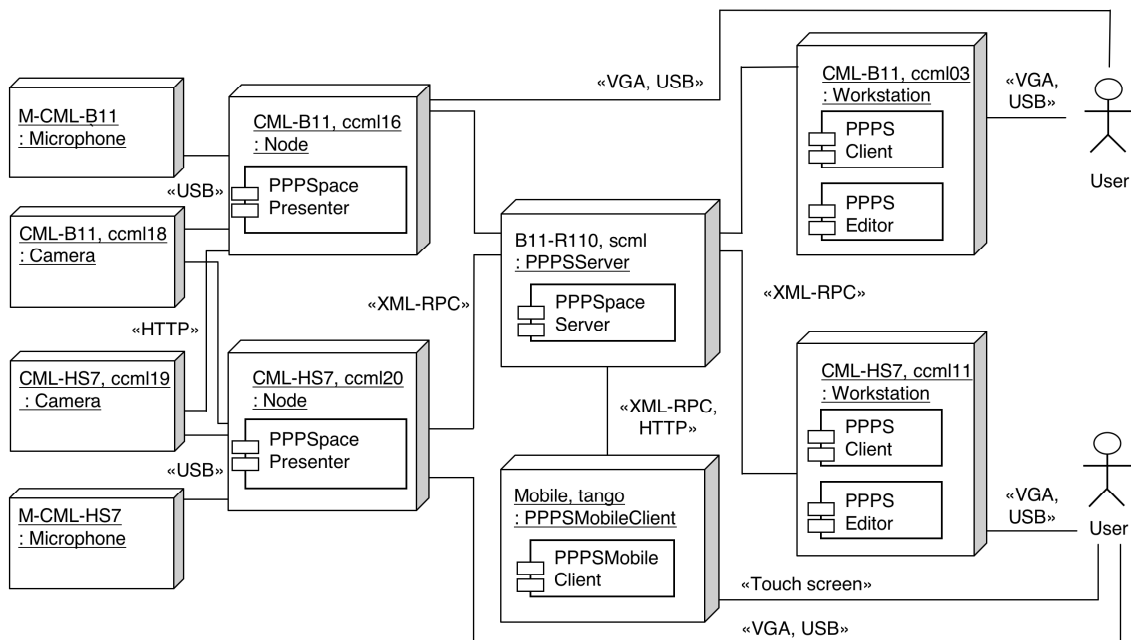 M-CML-B11
: Microphone
CML-B11, ccml18
: Camera
CML-HS7, ccml19
: Camera
M-CML-HS7
: Microphone
«USB»
«HTTP»
«USB»
CML-B11, ccml16
: Node
PPPSpace
Presenter
CML-HS7, ccml20
: Node
PPPSpace
Presenter
«VGA, USB»
«XML-RPC»
B11-R110, scml
: PPPSServer
PPPSpace
Server
«XML-RPC,
HTTP»
Mobile, tango
: PPPSMobileClient
PPPSMobile
Client
CML-B11, ccml03
: Workstation
PPPS
Client
PPPS
Editor
«XML-RPC»
CML-HS7, ccml11
: Workstation
PPPS
Client
PPPS
Editor
«VGA,
USB»
User
«VGA,
USB»
User
«Touch screen»
«VGA, USB»